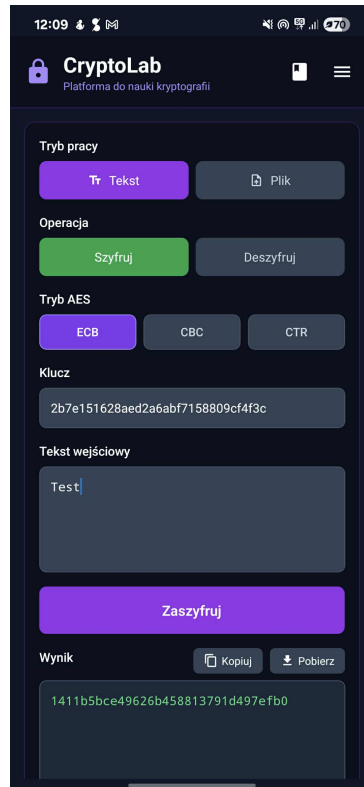 12:09
70
CryptoLab
Platforma do nauki kryptografii
Tryb pracy
Tt Tekst
Plik
Operacja
Szyfruj
Deszyfruj
Tryb AES
ECB
CBC
CTR
Klucz
2b7e151628aed2a6abf7158809cf4f3c
Tekst wejściowy
Test
Zaszyfruj
Wynik
Kopiuj
Pobierz
1411b5bce49626b458813791d497efb0